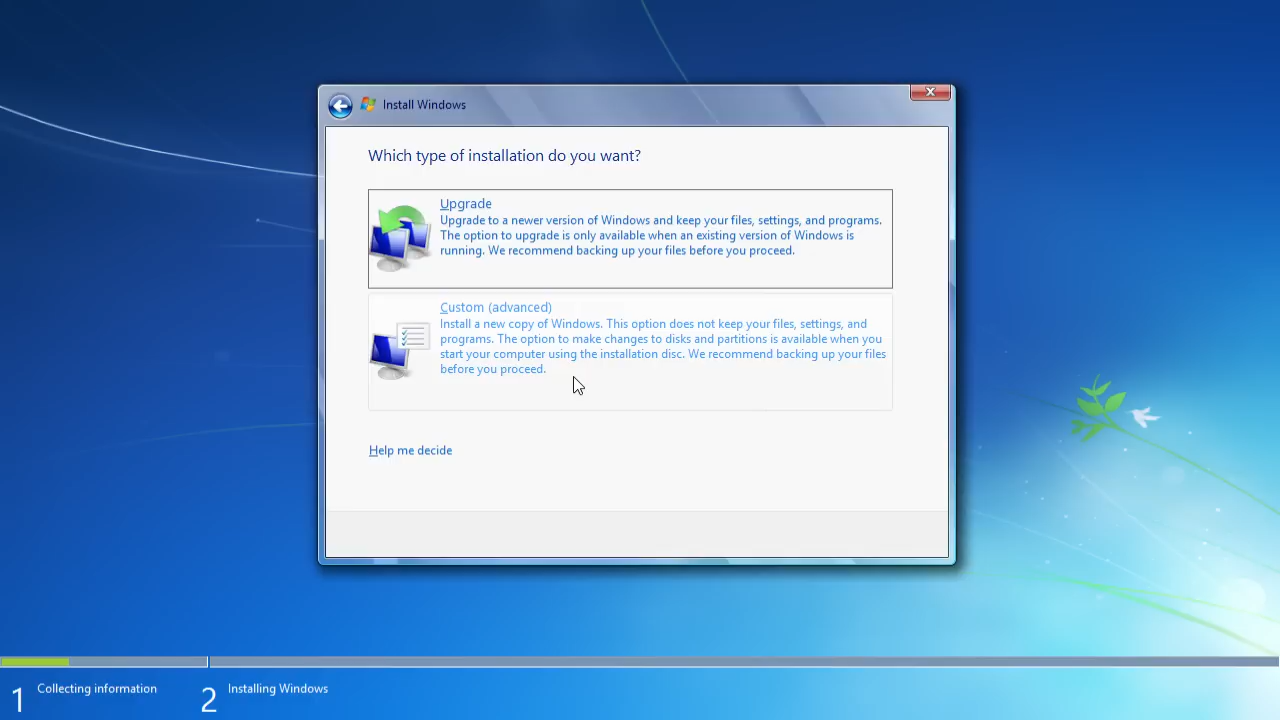 Install Windows
Which type of installation do you want?
Upgrade
Upgrade to a newer version of Windows and keep your files, settings, and programs.
The option to upgrade is only available when an existing version of Windows is
running. We recommend backing up your files before you proceed.
Custom (advanced)
Install a new copy of Windows. This option does not keep your files, settings, and
programs. The option to make changes to disks and partitions is available when you
start your computer using the installation disc. We recommend backing up your files
before you proceed.
Help me decide
1 Collecting information
2 Installing Windows